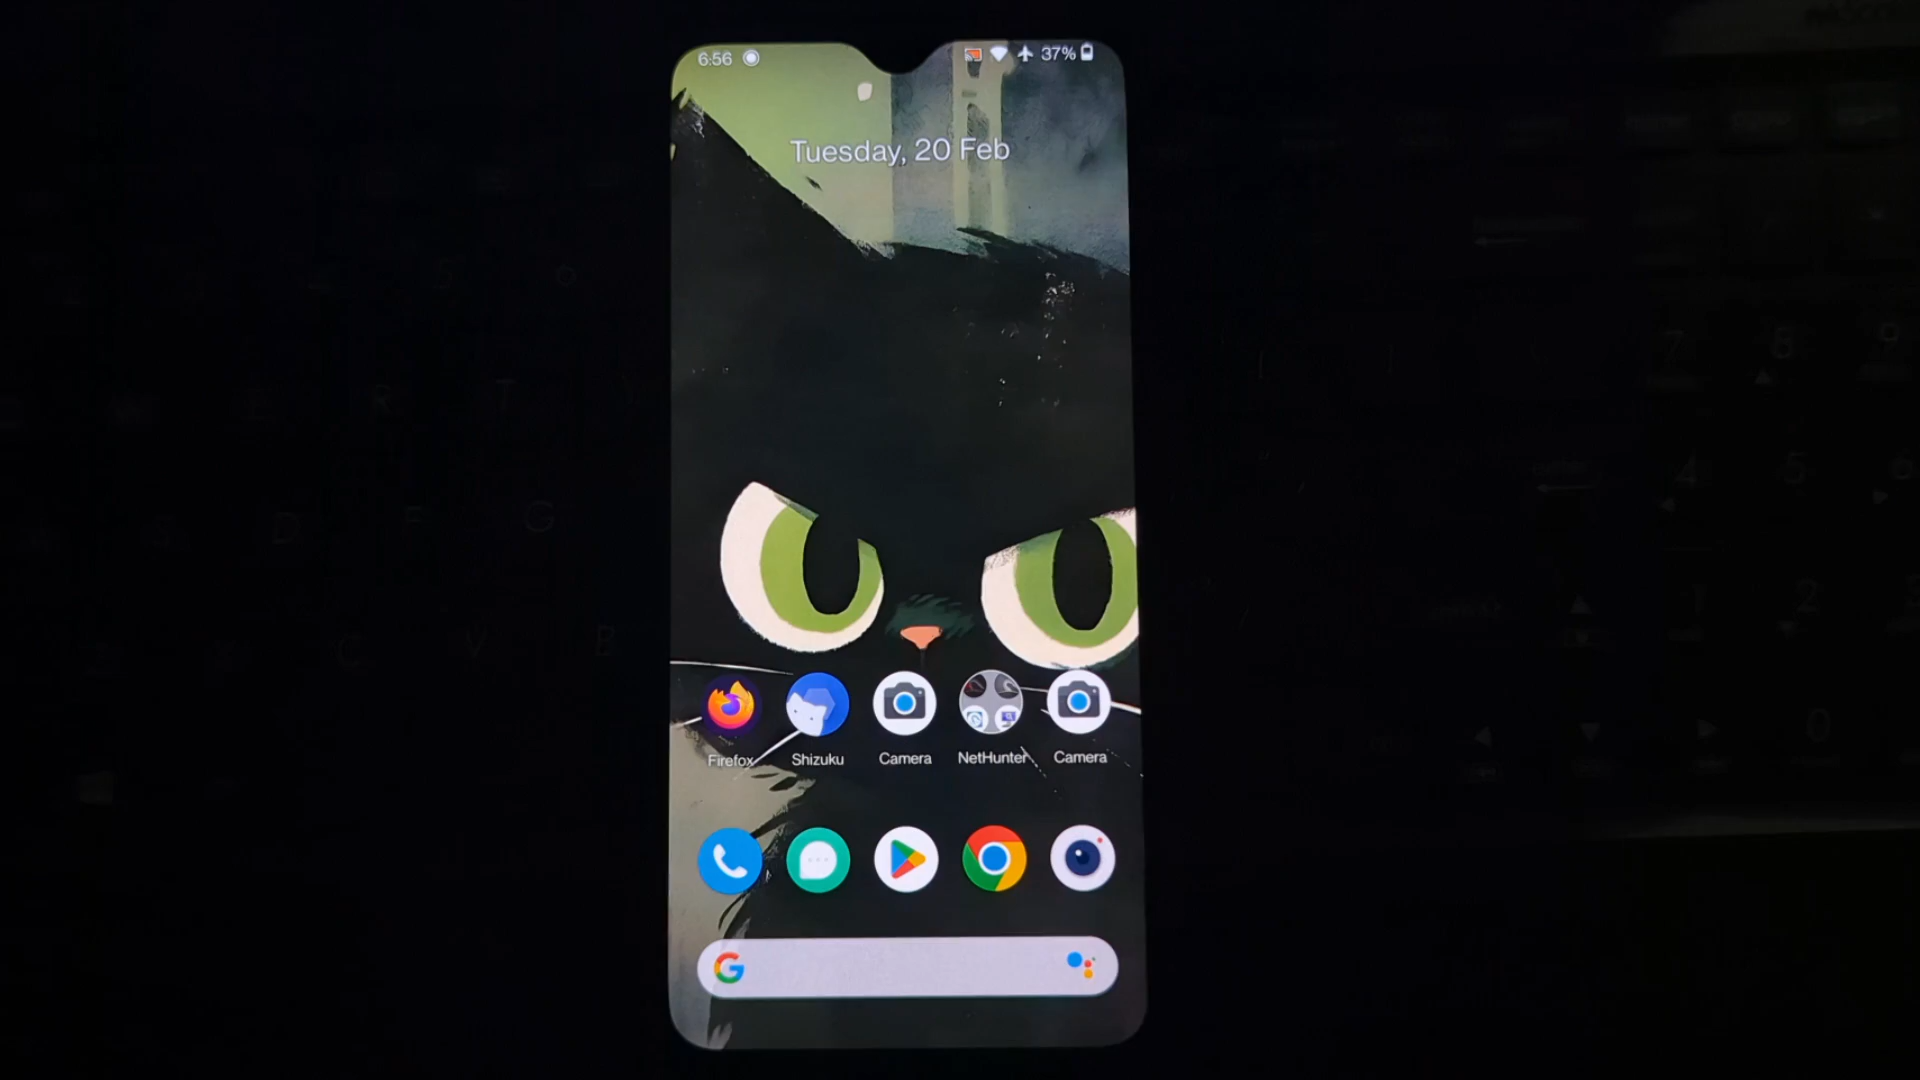 6:56
37%
Tuesday, 20 Feb
Firefox
Shizuku
Camera
NetHunter
Camera